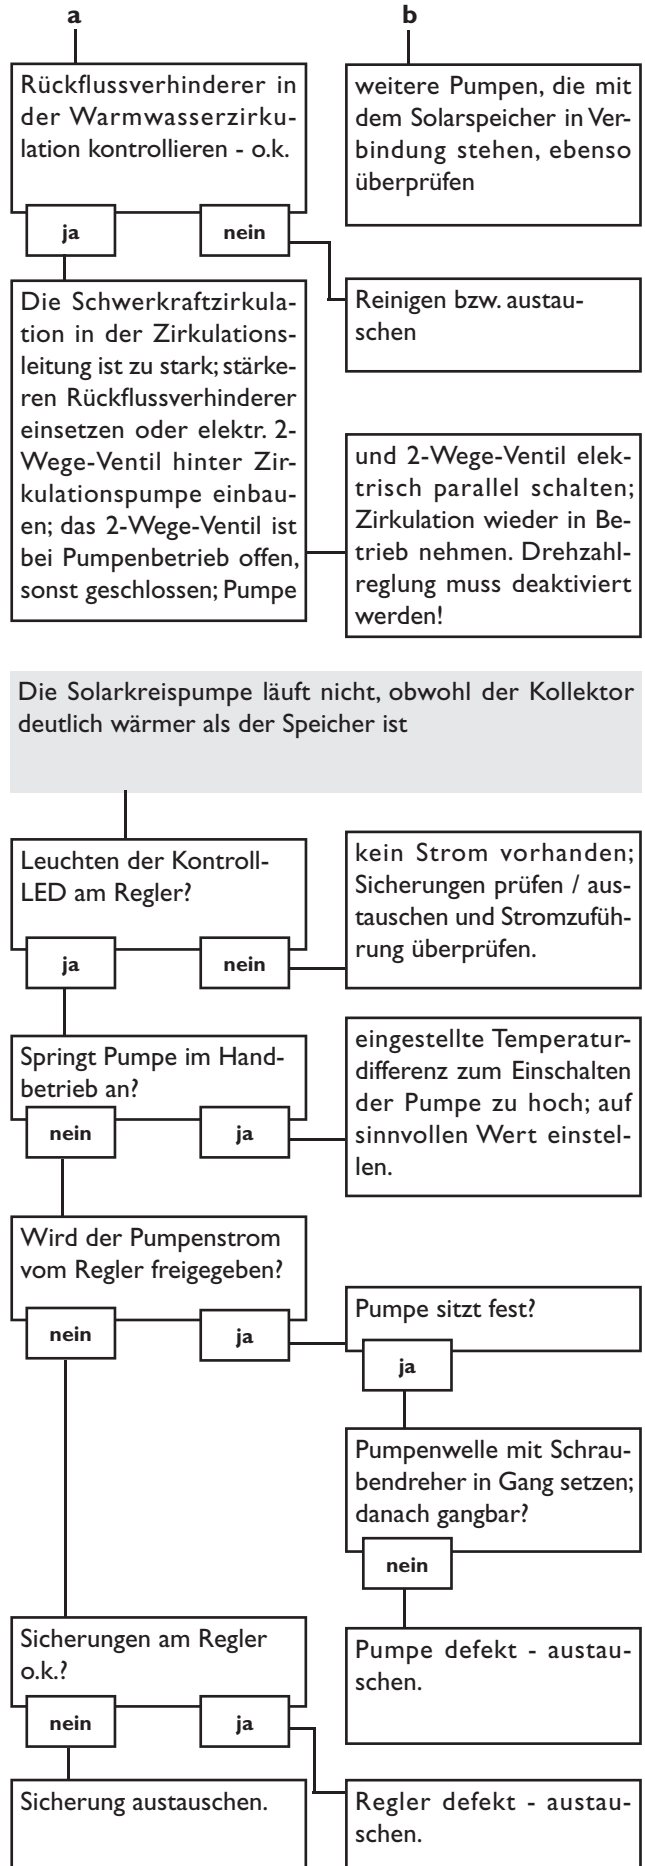 a
Rückflussverhinderer in
der Warmwasserzirku-
lation kontrollieren - o.k.
ja
nein
Die Schwerkraftzirkula-
tion in der Zirkulations-
leitung ist zu stark; stärke-
ren Rückflussverhinderer
einsetzen oder elektr. 2-
Wege-Ventil hinter Zir-
kulationspumpe einbau-
en; das 2-Wege-Ventil ist
bei Pumpenbetrieb offen,
sonst geschlossen; Pumpe
b
weitere Pumpen, die mit
dem Solarspeicher in Ver-
bindung stehen, ebenso
überprüfen
Reinigen bzw. austau-
schen
und 2-Wege-Ventil elek-
trisch parallel schalten;
Zirkulation wieder in Be-
trieb nehmen. Drehzahl-
reglung muss deaktiviert
werden!
Die Solarkreispumpe läuft nicht, obwohl der Kollektor
deutlich wärmer als der Speicher ist
Leuchten der Kontroll-
LED am Regler?
ja
nein
kein Strom vorhanden;
Sicherungen prüfen / aus-
tauschen und Stromzufüh-
rung überprüfen.
Springt Pumpe im Hand-
betrieb an?
nein
ja
eingestellte Temperatur-
differenz zum Einschalten
der Pumpe zu hoch; auf
sinnvollen Wert einstel-
len.
Wird der Pumpenstrom
vom Regler freigegeben?
nein
ja
Pumpe sitzt fest?
ja
Pumpenwelle mit Schrau-
bendreher in Gang setzen;
danach gangbar?
nein
Pumpe defekt - austau-
schen.
Sicherungen am Regler
o.k.?
nein
ja
Sicherung austauschen.
Regler defekt - austau-
schen.